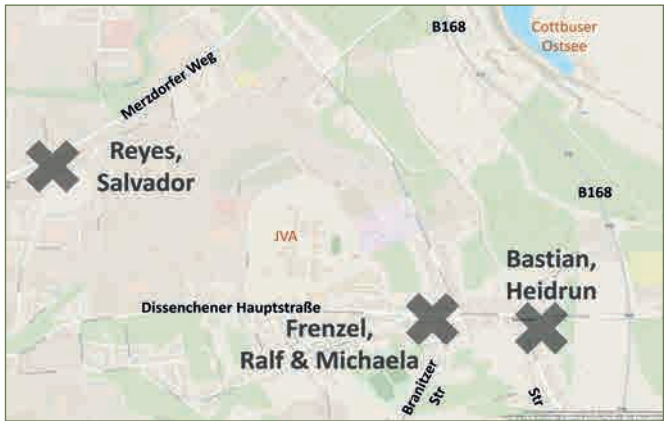 B168
Cottbuser
Ostsee
Merzdorfer Weg
Reyes,
Salvador
B168
JVA
Bastian,
Heidrun
Dissenchener Hauptstraße
Frenzel,
Ralf & Michaela
Branitzer
Str
Str